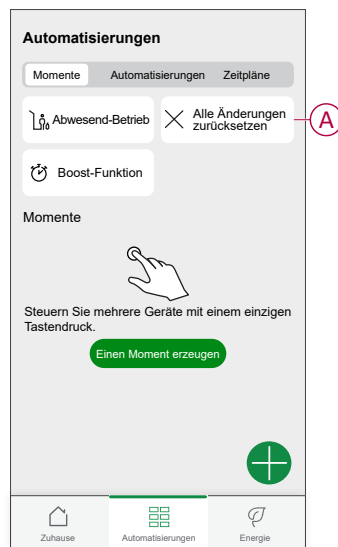 Automatisierungen
Momente Automatisierungen Zeitpläne
Abwesend-Betrieb
Alle Änderungen
zurücksetzen
A
Boost-Funktion
Momente
Steuern Sie mehrere Geräte mit einem einzigen
Tastendruck.
Einen Moment erzeugen
Zuhause Automatisierungen Energie